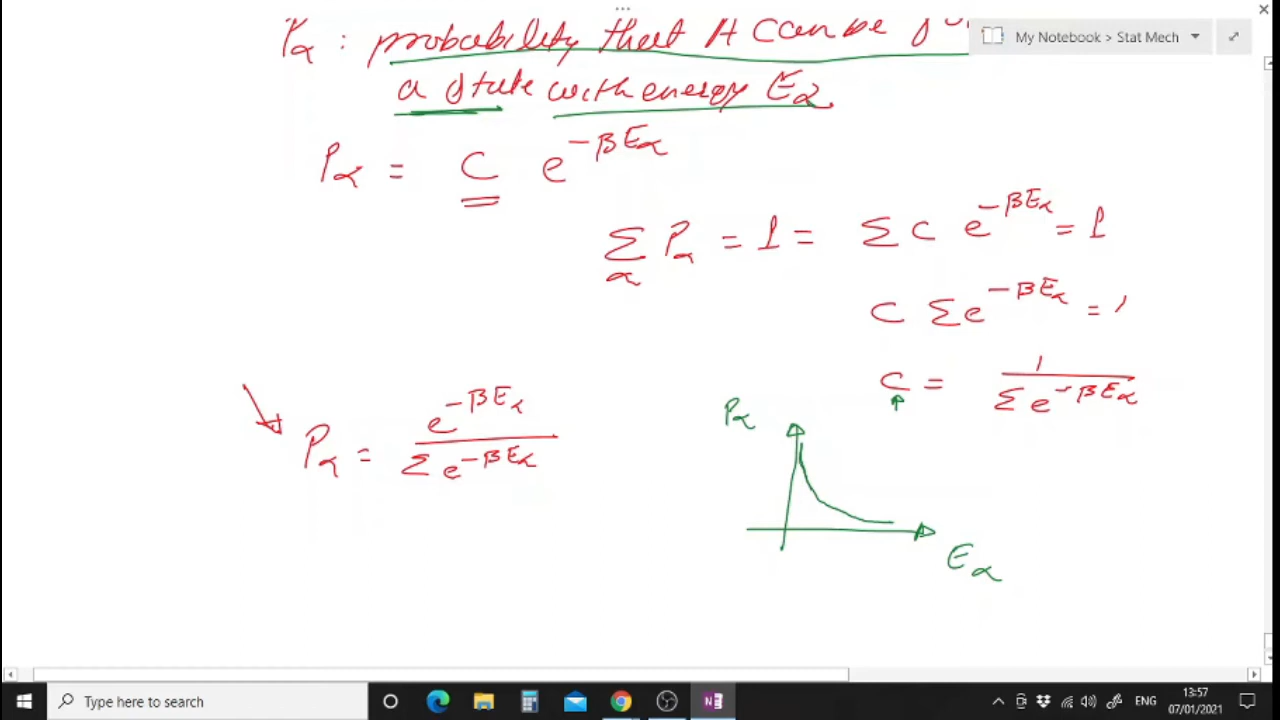 Pα : probability that A can be
My Notebook > Stat Mech
a state with energy Eα
Pα = C e^-βEα
Σα Pα = 1 = Σ C e^-βEα = 1
C Σ e^-βEα = 1
C = 1 / Σ e^-βEα
Pα = e^-βEα / Σ e^-βEα
Pα
Eα
Type here to search
ENG
13:57
07/01/2021